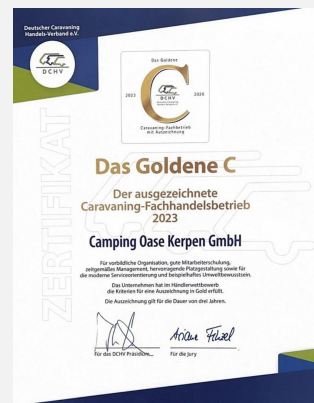 Deutscher Caravaning
Handels-Verband e.V.
DCHV
Das Goldene
2023
2026
C
DCHV
Caravaning-Fachbetrieb
mit Auszeichnung
ZERTIFIKAT
Das Goldene C
Der ausgezeichnete
Caravaning-Fachhandelsbetrieb
2023
Camping Oase Kerpen GmbH
Für vorbildliche Organisation, gute Mitarbeiterschulung,
zeitgemäßes Management, hervorragende Platzgestaltung sowie für
die moderne Serviceorientierung und beispielhaftes Umweltbewusstsein.
Das Unternehmen hat im Händlerwettbewerb
die Kriterien für eine Auszeichnung in Gold erfüllt.
Die Auszeichnung gilt für die Dauer von drei Jahren.
Für das DCHV Präsidium
Für die Jury